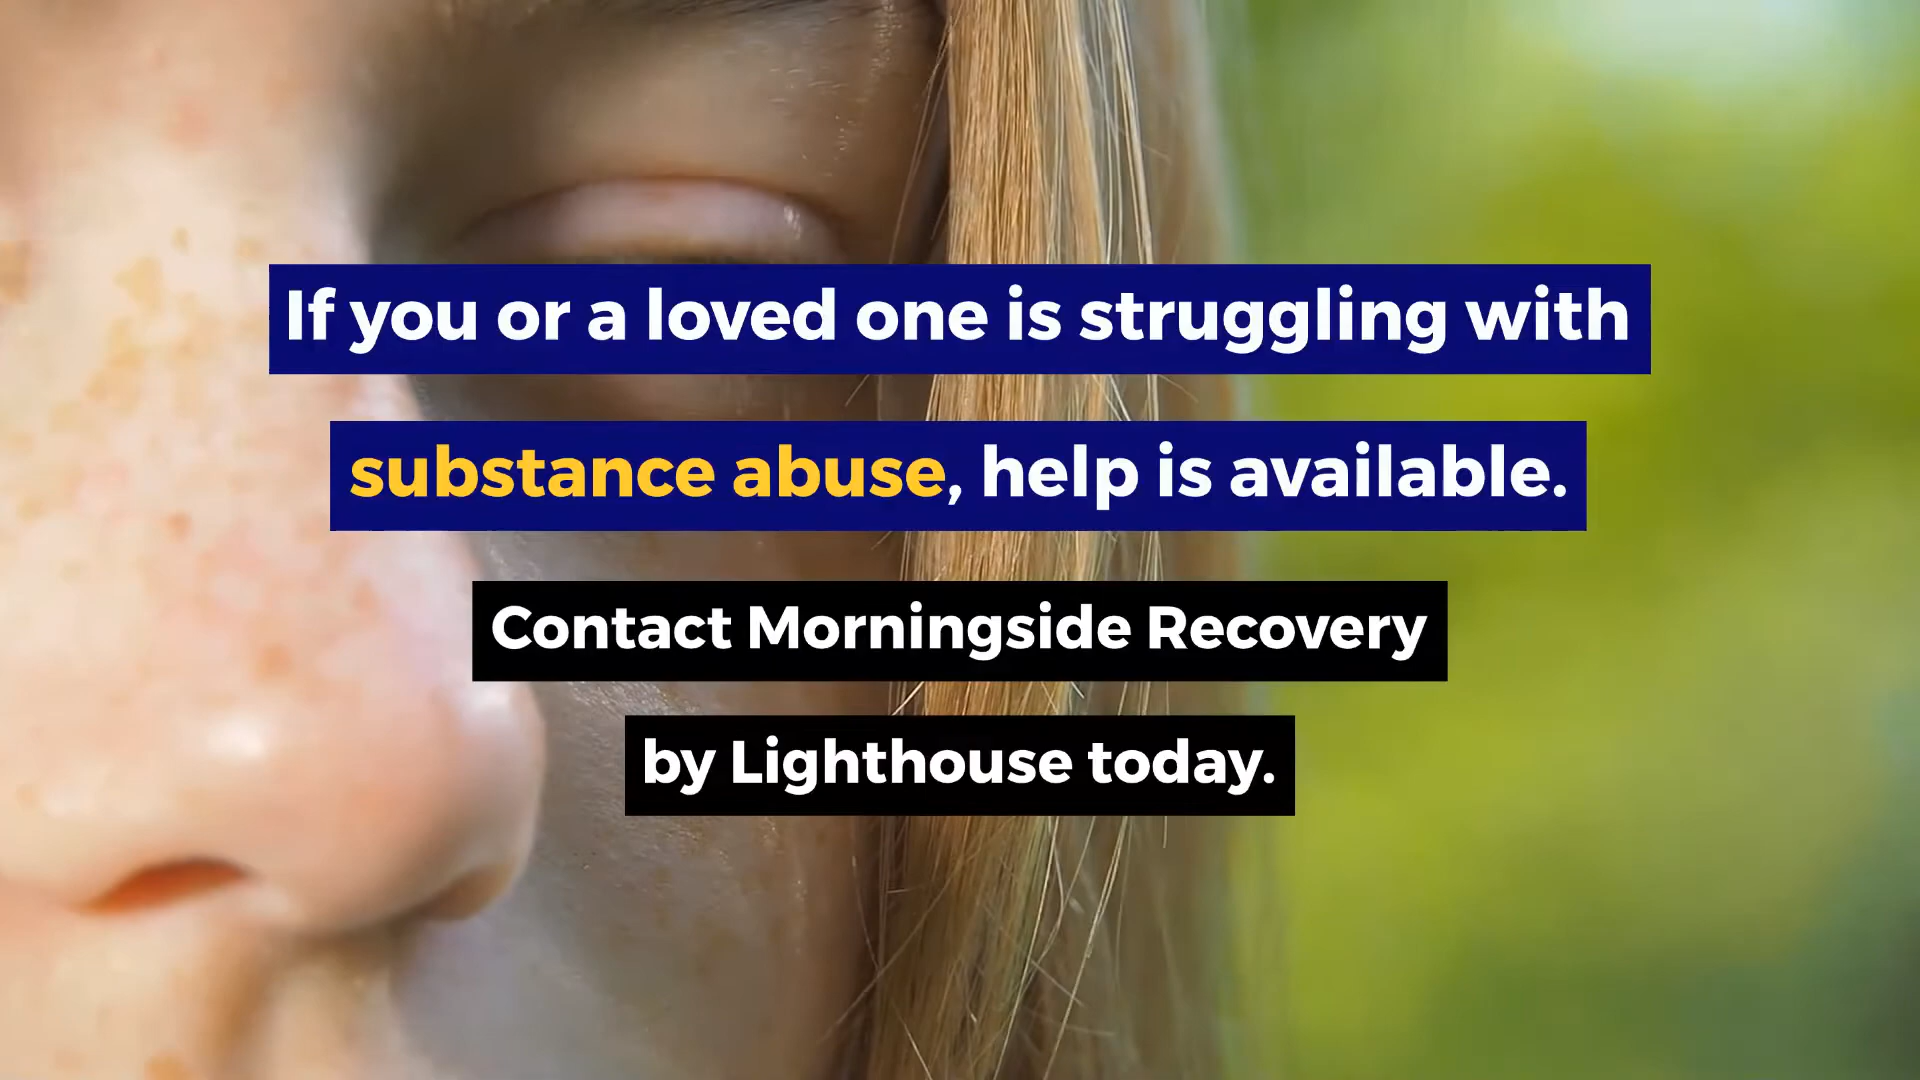 If you or a loved one is struggling with
substance abuse, help is available.
Contact Morningside Recovery
by Lighthouse today.